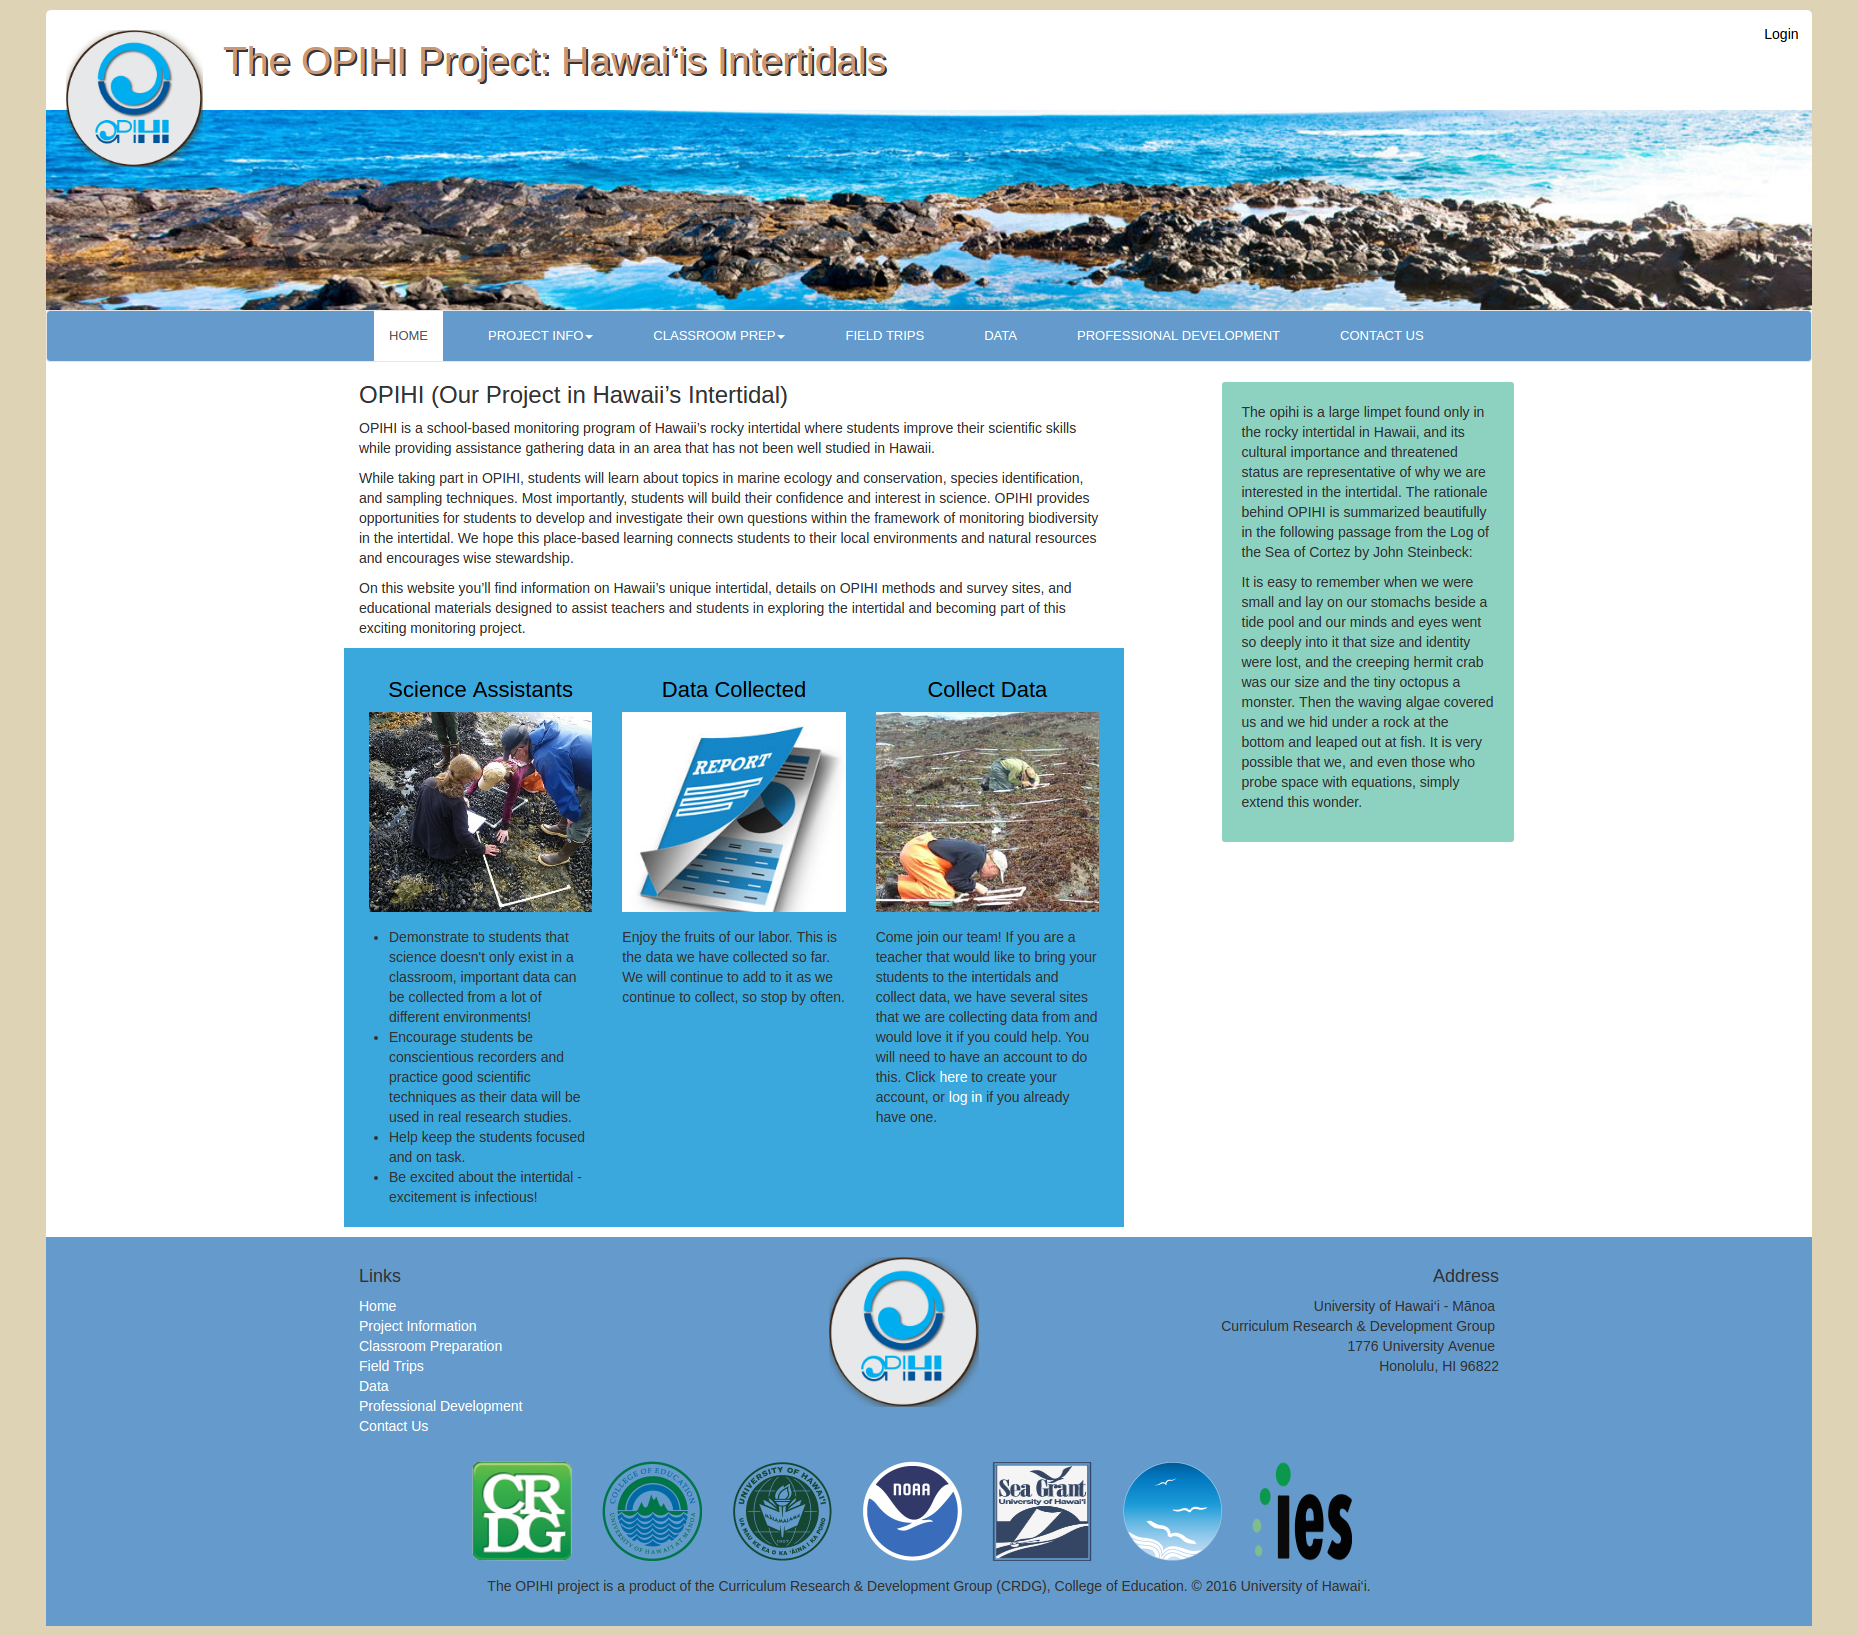 Login
The OPIHI Project: Hawai‘is Intertidals
OPIHI
HOME
PROJECT INFO
CLASSROOM PREP
FIELD TRIPS
DATA
PROFESSIONAL DEVELOPMENT
CONTACT US
OPIHI (Our Project in Hawaii’s Intertidal)
OPIHI is a school-based monitoring program of Hawaii’s rocky intertidal where students improve their scientific skills
while providing assistance gathering data in an area that has not been well studied in Hawaii.
While taking part in OPIHI, students will learn about topics in marine ecology and conservation, species identification,
and sampling techniques. Most importantly, students will build their confidence and interest in science. OPIHI provides
opportunities for students to develop and investigate their own questions within the framework of monitoring biodiversity
in the intertidal. We hope this place-based learning connects students to their local environments and natural resources
and encourages wise stewardship.
On this website you’ll find information on Hawaii’s unique intertidal, details on OPIHI methods and survey sites, and
educational materials designed to assist teachers and students in exploring the intertidal and becoming part of this
exciting monitoring project.
The opihi is a large limpet found only in
the rocky intertidal in Hawaii, and its
cultural importance and threatened
status are representative of why we are
interested in the intertidal. The rationale
behind OPIHI is summarized beautifully
in the following passage from the Log of
the Sea of Cortez by John Steinbeck:
It is easy to remember when we were
small and lay on our stomachs beside a
tide pool and our minds and eyes went
so deeply into it that size and identity
were lost, and the creeping hermit crab
was our size and the tiny octopus a
monster. Then the waving algae covered
us and we hid under a rock at the
bottom and leaped out at fish. It is very
possible that we, and even those who
probe space with equations, simply
extend this wonder.
Science Assistants
Demonstrate to students that
science doesn't only exist in a
classroom, important data can
be collected from a lot of
different environments!
Encourage students be
conscientious recorders and
practice good scientific
techniques as their data will be
used in real research studies.
Help keep the students focused
and on task.
Be excited about the intertidal -
excitement is infectious!
Data Collected
REPORT
Enjoy the fruits of our labor. This is
the data we have collected so far.
We will continue to add to it as we
continue to collect, so stop by often.
Collect Data
Come join our team! If you are a
teacher that would like to bring your
students to the intertidals and
collect data, we have several sites
that we are collecting data from and
would love it if you could help. You
will need to have an account to do
this. Click here to create your
account, or log in if you already
have one.
Links
Home
Project Information
Classroom Preparation
Field Trips
Data
Professional Development
Contact Us
OPIHI
Address
University of Hawai‘i - Mānoa
Curriculum Research & Development Group
1776 University Avenue
Honolulu, HI 96822
CR
DG
COLLEGE OF EDUCATION
UNIVERSITY OF HAWAI‘I AT MĀNOA
UNIVERSITY OF HAWAI‘I
UA MAU KE EA O KA ‘ĀINA I KA PONO
NOAA
Sea Grant
University of Hawai‘i
ies
The OPIHI project is a product of the Curriculum Research & Development Group (CRDG), College of Education. © 2016 University of Hawai‘i.